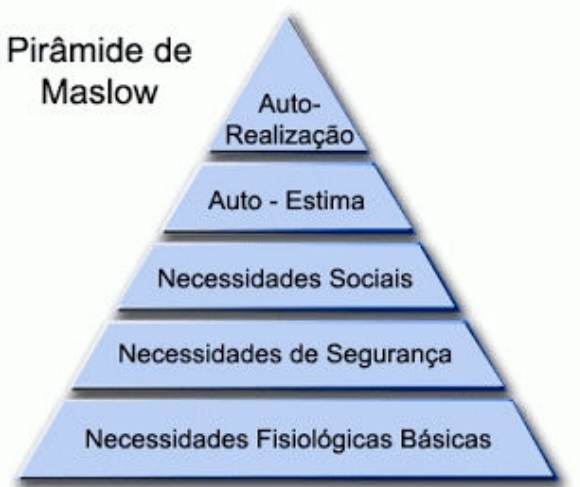 Pirâmide de
Maslow
Auto-
Realização
Auto - Estima
Necessidades Sociais
Necessidades de Segurança
Necessidades Fisiológicas Básicas